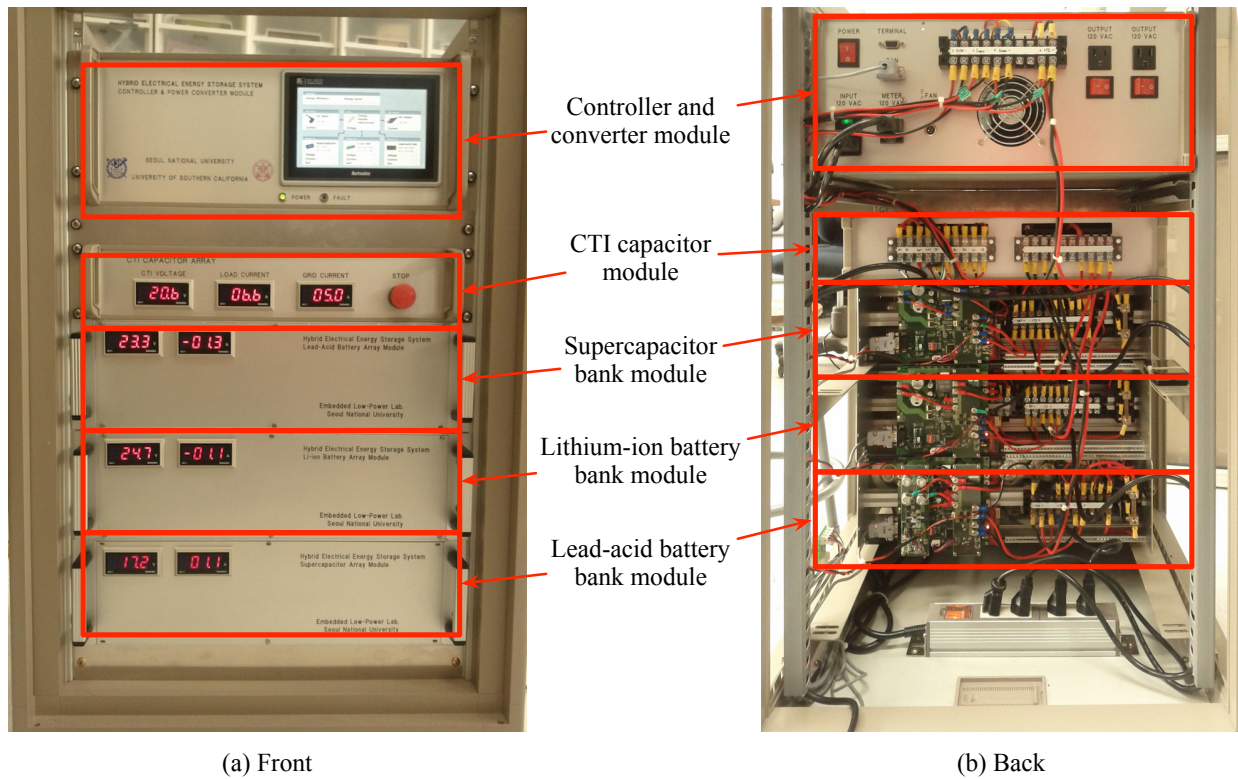 HYBRID ELECTRICAL ENERGY STORAGE SYSTEM
CONTROLLER & POWER CONVERTER MODULE
SEOUL NATIONAL UNIVERSITY
UNIVERSITY OF SOUTHERN CALIFORNIA
POWER
FAULT
CTI CAPACITOR ARRAY
CTI VOLTAGE
LOAD CURRENT
GRID CURRENT
STOP
20.6
06.6
05.0
23.3
-01.3
Hybrid Electrical Energy Storage System
Lead-Acid Battery Array Module
Embedded Low-Power Lab.
Seoul National University
24.7
-01.1
Hybrid Electrical Energy Storage System
Li-ion Battery Array Module
Embedded Low-Power Lab.
Seoul National University
17.2
01.1
Hybrid Electrical Energy Storage System
Supercapacitor Array Module
Embedded Low-Power Lab.
Seoul National University
Controller and
converter module
CTI capacitor
module
Supercapacitor
bank module
Lithium-ion battery
bank module
Lead-acid battery
bank module
POWER
TERMINAL
OUTPUT
120 VAC
OUTPUT
120 VAC
INPUT
120 VAC
METER
120 VAC
FAN
(a) Front
(b) Back